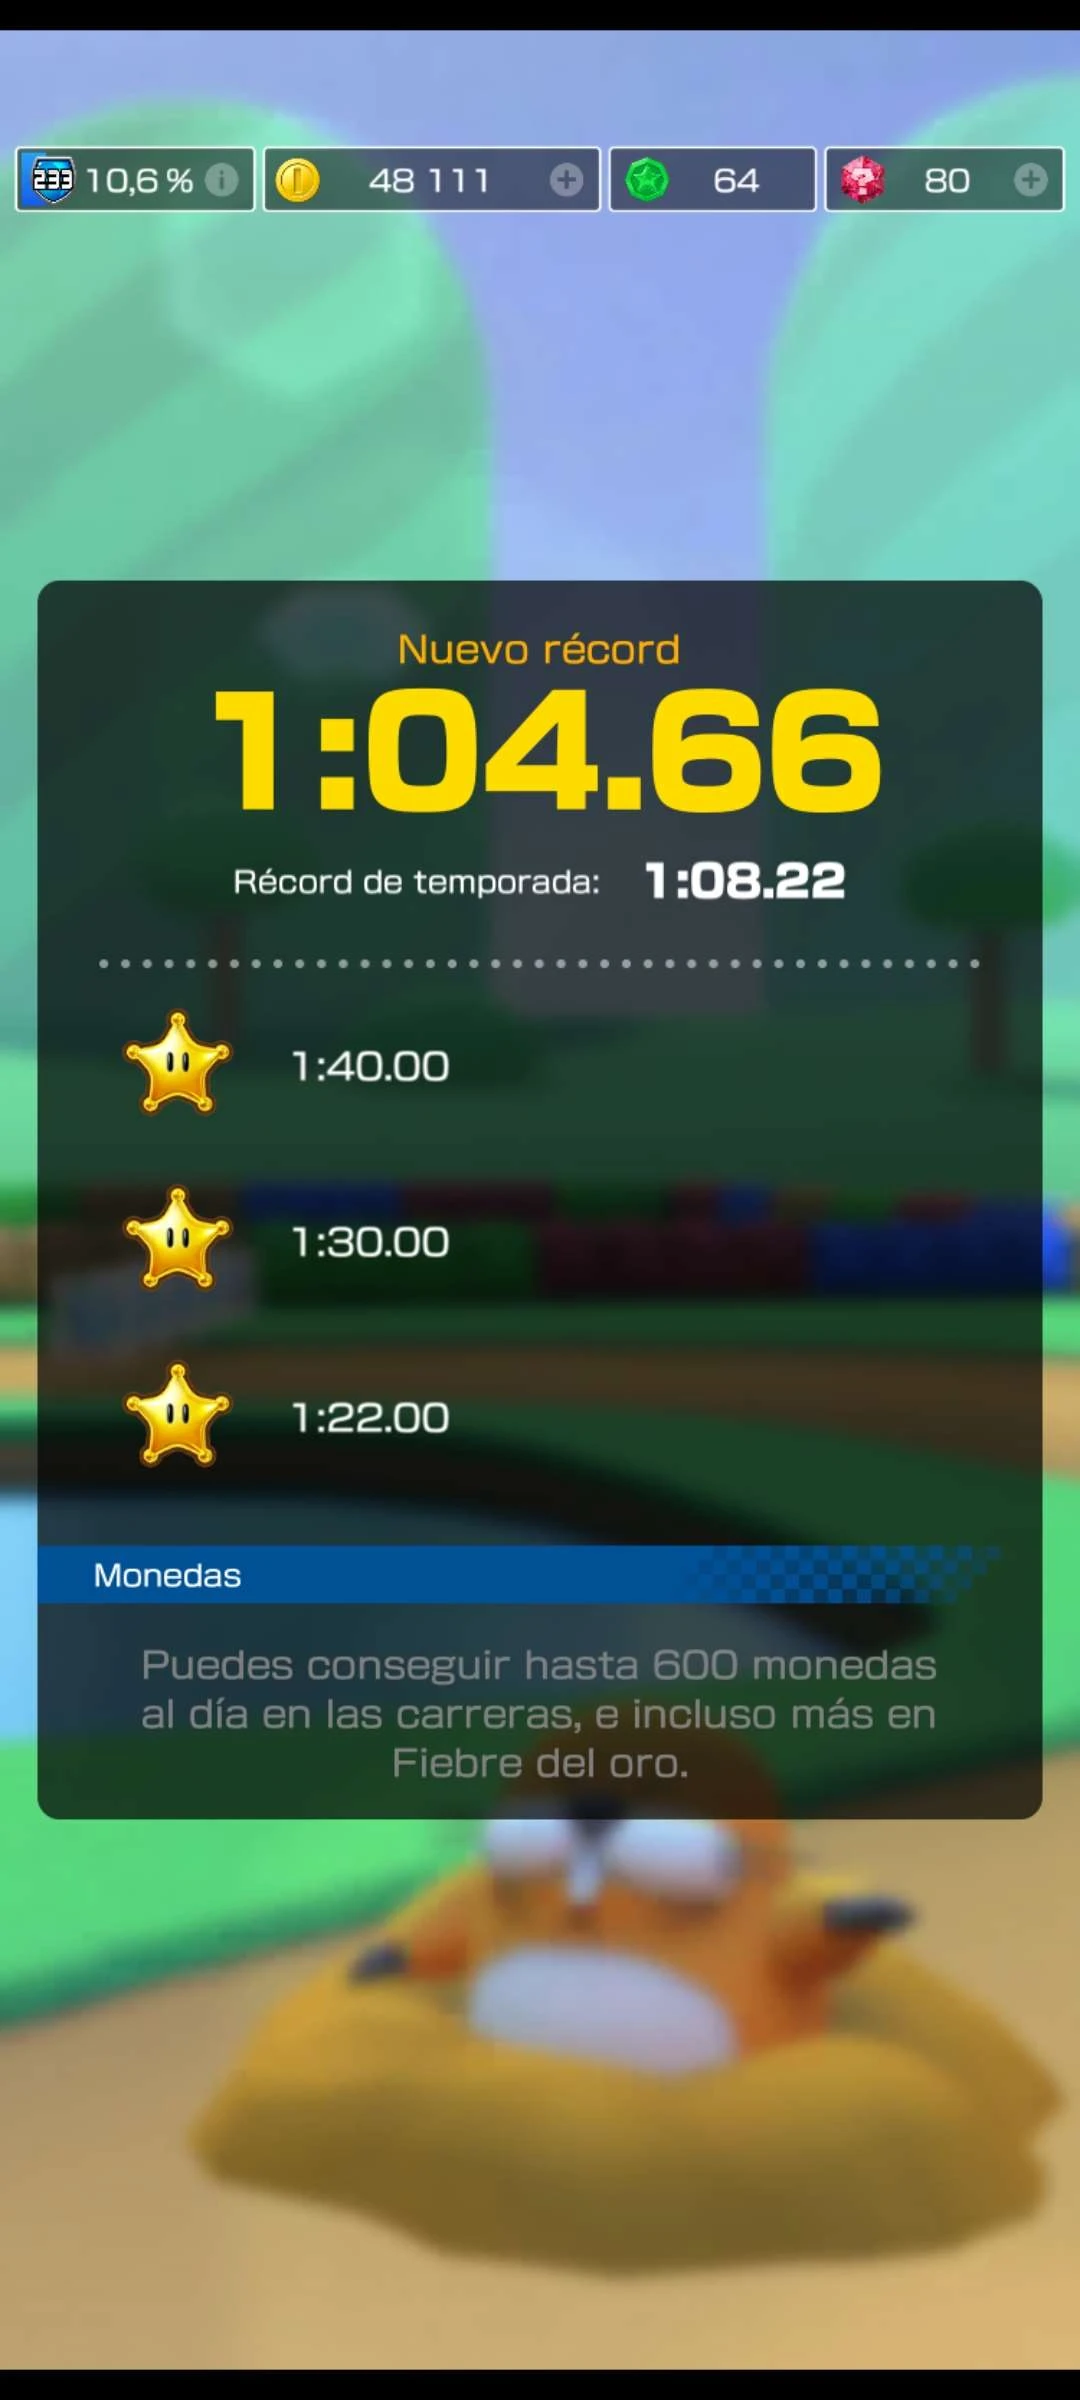 233 10,6 % 48 111 64 80
Nuevo récord
1:04.66
Récord de temporada: 1:08.22
1:40.00
1:30.00
1:22.00
Monedas
Puedes conseguir hasta 600 monedas
al día en las carreras, e incluso más en
Fiebre del oro.